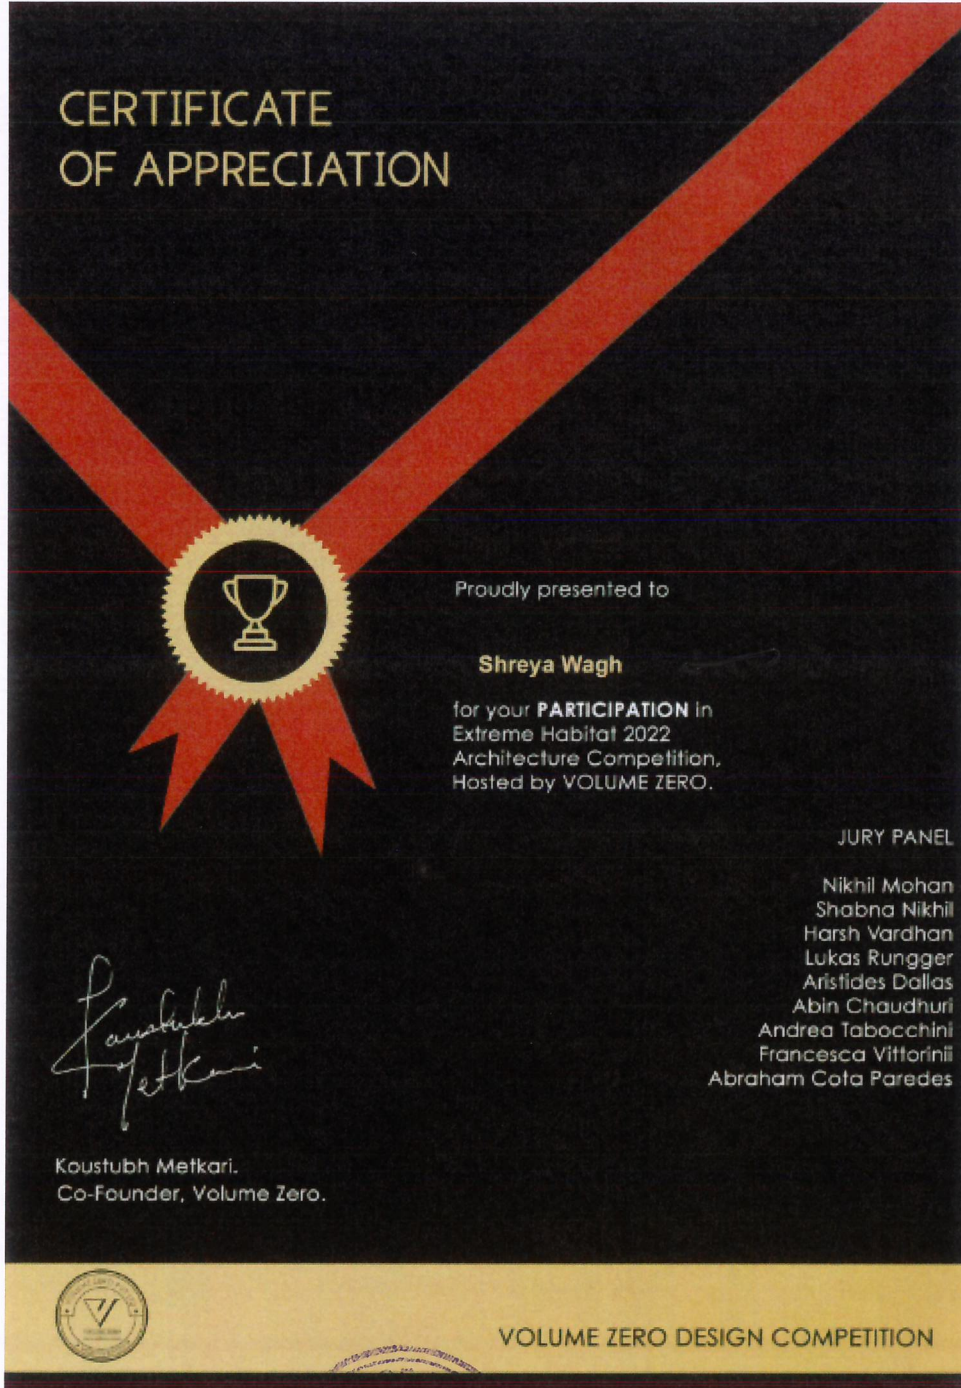 CERTIFICATE
OF APPRECIATION
Proudly presented to
Shreya Wagh
for your PARTICIPATION in
Extreme Habitat 2022
Architecture Competition,
Hosted by VOLUME ZERO.
JURY PANEL
Nikhil Mohan
Shabna Nikhil
Harsh Vardhan
Lukas Rungger
Aristides Dallas
Abin Chaudhuri
Andrea Tabocchini
Francesca Vittorinii
Abraham Cota Paredes
Koustubh
Metkari
Koustubh Metkari.
Co-Founder, Volume Zero.
VOLUME ZERO DESIGN COMPETITION